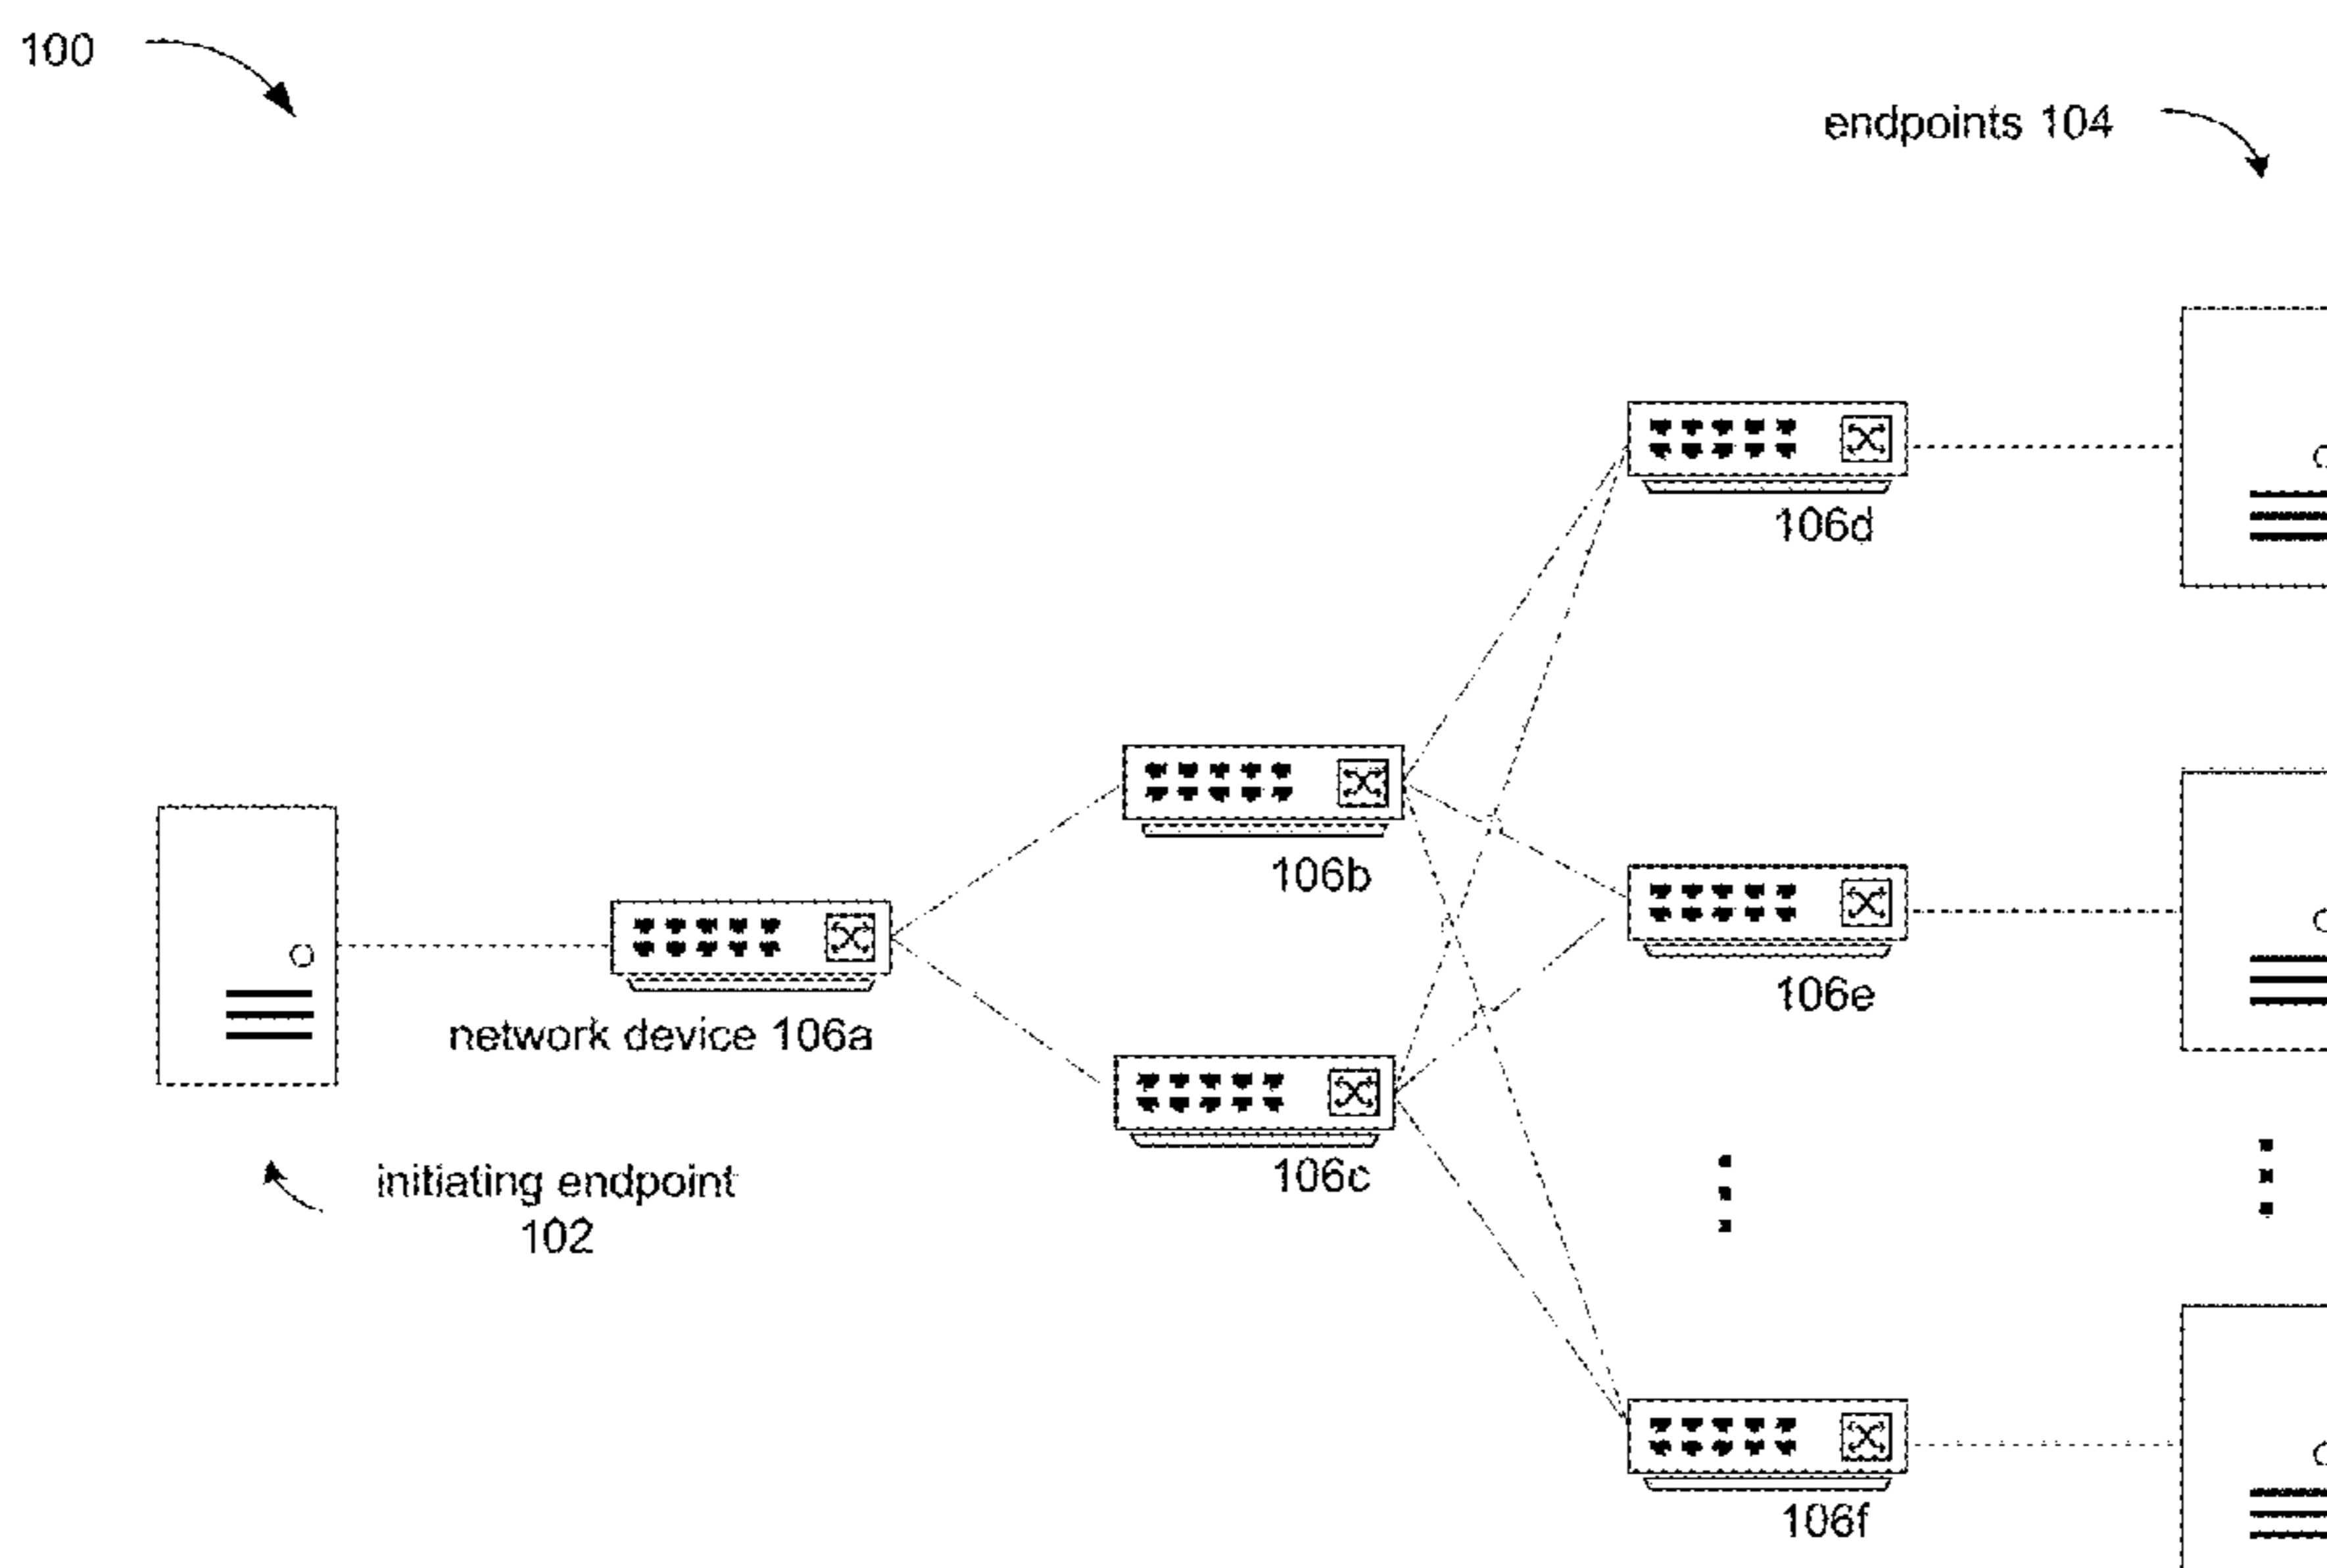 100
endpoints 104
106d
106b
106e
network device 106a
106c
initiating endpoint
102
106f